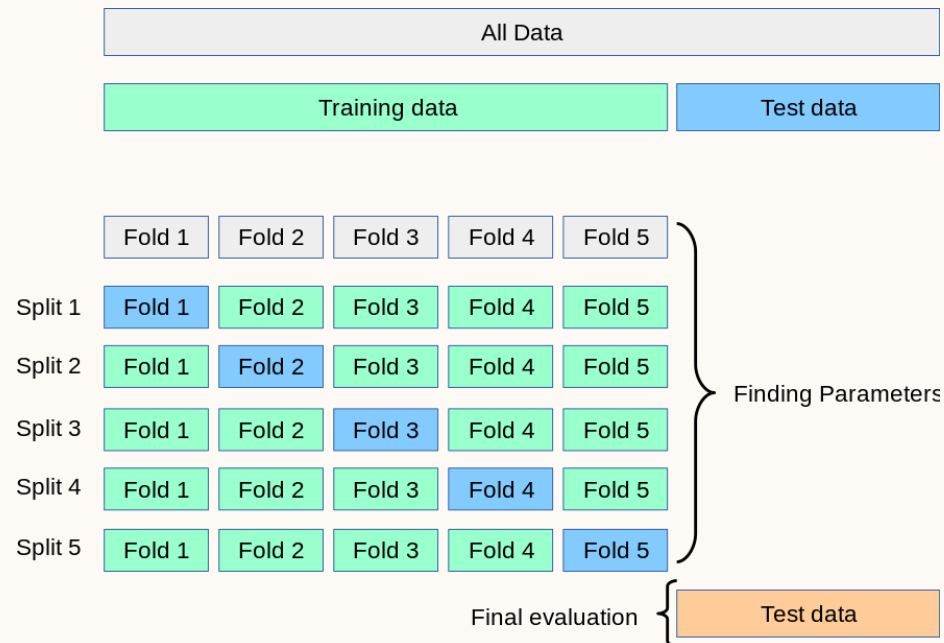 All Data
Training data Test data
Fold 1 Fold 2 Fold 3 Fold 4 Fold 5
Split 1 Fold 1 Fold 2 Fold 3 Fold 4 Fold 5
Split 2 Fold 1 Fold 2 Fold 3 Fold 4 Fold 5
Finding Parameters
Split 3 Fold 1 Fold 2 Fold 3 Fold 4 Fold 5
Split 4 Fold 1 Fold 2 Fold 3 Fold 4 Fold 5
Split 5 Fold 1 Fold 2 Fold 3 Fold 4 Fold 5
Final evaluation Test data